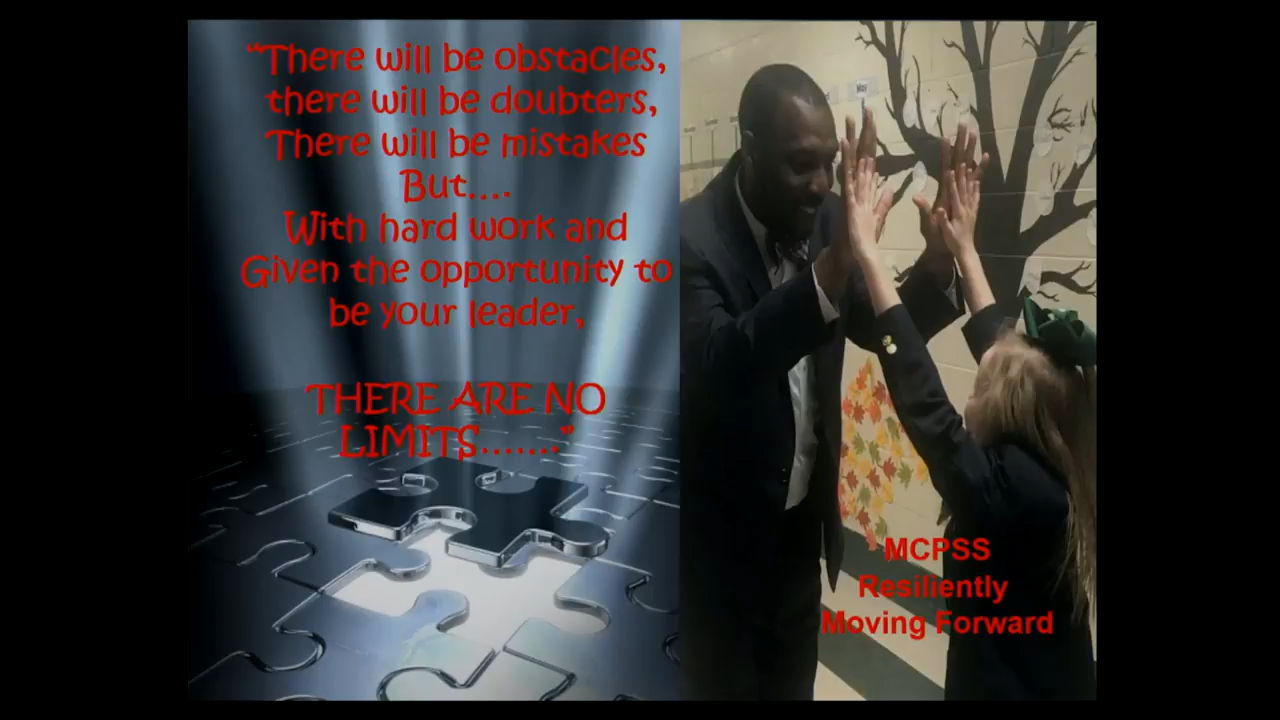 “There will be obstacles,
there will be doubters,
There will be mistakes
But....
With hard work and
Given the opportunity to
be your leader,
THERE ARE NO
LIMITS.......”
May
MCPSS
Resiliently
Moving Forward